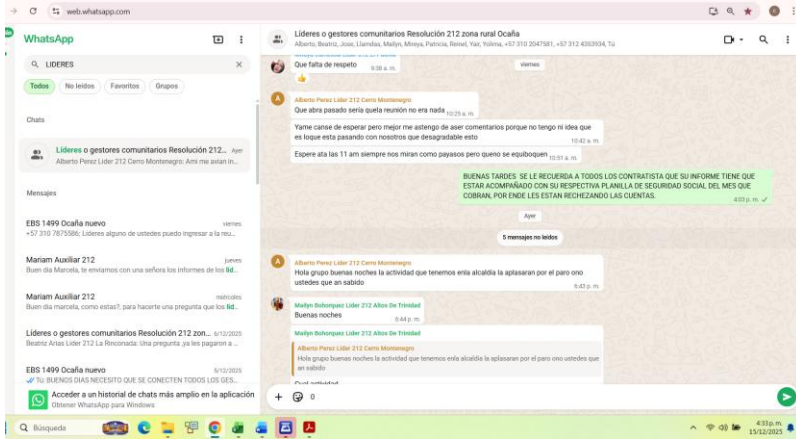 web.whatsapp.com
WhatsApp
LIDERES
Todos
No leídos
Favoritos
Grupos
Chats
Líderes o gestores comunitarios Resolución 212... Ayer
Alberto Perez Lider 212 Cerro Montenegro: Ami me avian in...
Mensajes
EBS 1499 Ocaña nuevo viernes
+57 310 7875586: Lideres alguno de ustedes puedo ingresar a la reu...
Mariam Auxiliar 212 jueves
Buen día Marcela, te enviamos con una señora los informes de los lid...
Mariam Auxiliar 212 miércoles
Buen dia marcela, como estas?, para hacerte una pregunta que los lid...
Líderes o gestores comunitarios Resolución 212 zon... 6/12/2025
Beatriz Arias Lider 212 La Rinconada: Una pregunta ,ya les pagaron a ...
EBS 1499 Ocaña nuevo 5/12/2025
Tú: BUENOS DIAS NECESITO QUE SE CONECTEN TODOS LOS GES...
Acceder a un historial de chats más amplio en la aplicación
Obtener WhatsApp para Windows
Líderes o gestores comunitarios Resolución 212 zona rural Ocaña
Alberto, Beatriz, Jose, Llamdas, Mailyn, Mireya, Patricia, Reinel, Yair, Yolima, +57 310 2047581, +57 312 4353934, Tú
Que falta de respeto 9:38 a. m.
viernes
Alberto Perez Lider 212 Cerro Montenegro
Que abra pasado sería quela reunión no era nada 10:25 a. m.
Yame canse de esperar pero mejor me astengo de aser comentarios porque no tengo ni idea que
es loque esta pasando con nosotros que desagradable esto 10:42 a. m.
Espere ata las 11 am siempre nos miran como payasos pero queno se equiboquen 10:51 a. m.
BUENAS TARDES SE LE RECUERDA A TODOS LOS CONTRATISTA QUE SU INFORME TIENE QUE
ESTAR ACOMPAÑADO CON SU RESPECTIVA PLANILLA DE SEGURIDAD SOCIAL DEL MES QUE
COBRAN, POR ENDE LES ESTAN RECHEZANDO LAS CUENTAS. 4:03 p. m.
Ayer
5 mensajes no leídos
Alberto Perez Lider 212 Cerro Montenegro
Hola grupo buenas noches la actividad que tenemos enla alcaldia la aplasaran por el paro ono
ustedes que an sabido 6:43 p. m.
Mailyn Bohorquez Lider 212 Altos De Trinidad
Buenas noches 6:44 p. m.
Mailyn Bohorquez Lider 212 Altos De Trinidad
Alberto Perez Lider 212 Cerro Montenegro
Hola grupo buenas noches la actividad que tenemos enla alcaldia la aplasaran por el paro ono ustedes que
an sabido
Cual actividad
Búsqueda
4:33 p. m.
15/12/2025